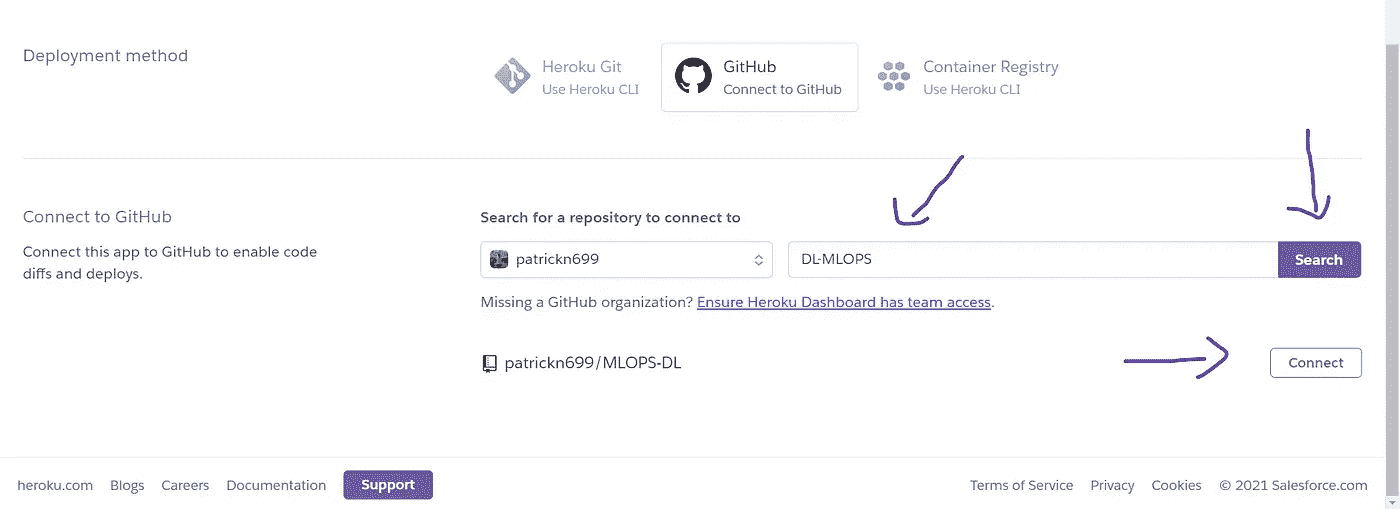 Deployment method
Heroku Git
Use Heroku CLI
GitHub
Connect to GitHub
Container Registry
Use Heroku CLI
Connect to GitHub
Connect this app to GitHub to enable code
diffs and deploys.
Search for a repository to connect to
patrickn699
DL-MLOPS
Search
Missing a GitHub organization? Ensure Heroku Dashboard has team access.
patrickn699/MLOPS-DL
Connect
heroku.com Blogs Careers Documentation Support Terms of Service Privacy Cookies © 2021 Salesforce.com